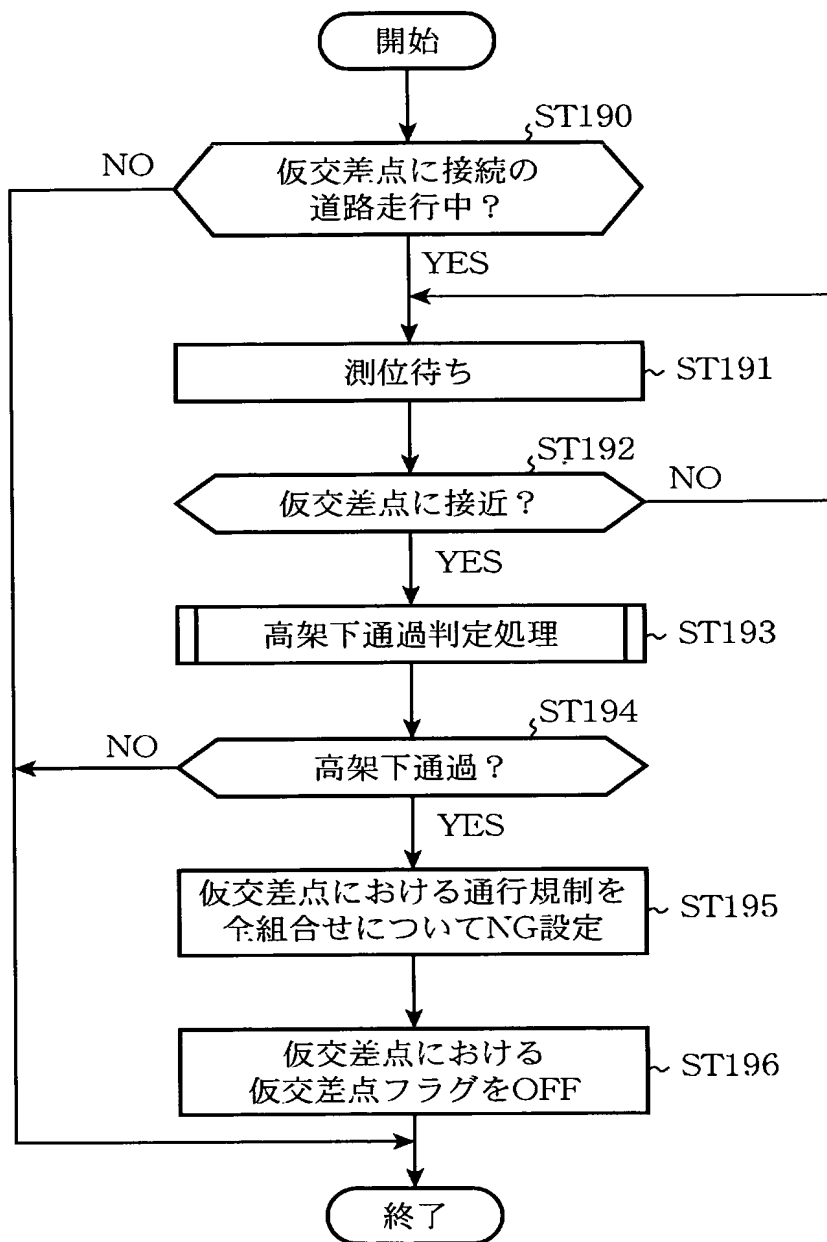 開始
ST190
NO
仮交差点に接続の
道路走行中?
YES
測位待ち
ST191
ST192
仮交差点に接近?
NO
YES
高架下通過判定処理
ST193
ST194
NO
高架下通過?
YES
仮交差点における通行規制を
全組合せについてNG設定
ST195
仮交差点における
仮交差点フラグをOFF
ST196
終了